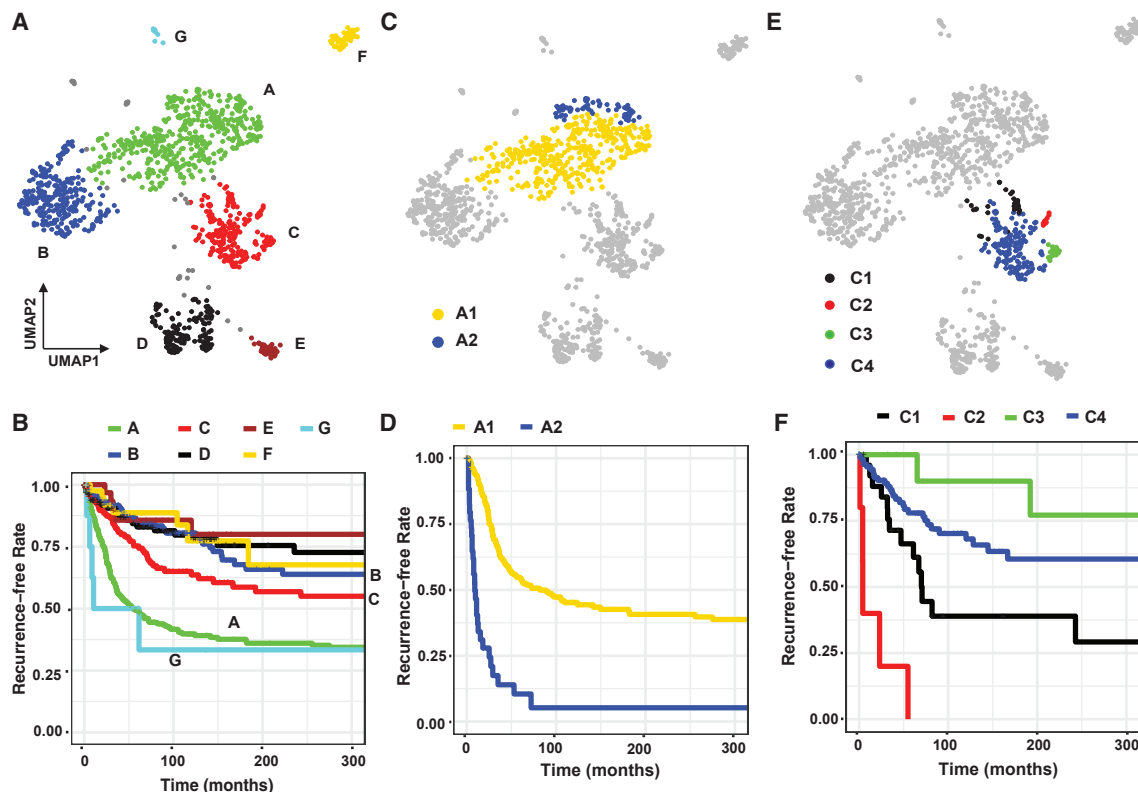 A
G
F
A
B
C
D
E
UMAP2
UMAP1
C
A1
A2
E
C1
C2
C3
C4
B
A C E G
B D F
Recurrence-free Rate
1.00
0.75
0.50
0.25
0.00
B
C
A
G
0 100 200 300
Time (months)
D
A1 A2
Recurrence-free Rate
1.00
0.75
0.50
0.25
0.00
0 100 200 300
Time (months)
F
C1 C2 C3 C4
Recurrence-free Rate
1.00
0.75
0.50
0.25
0.00
0 100 200 300
Time (months)